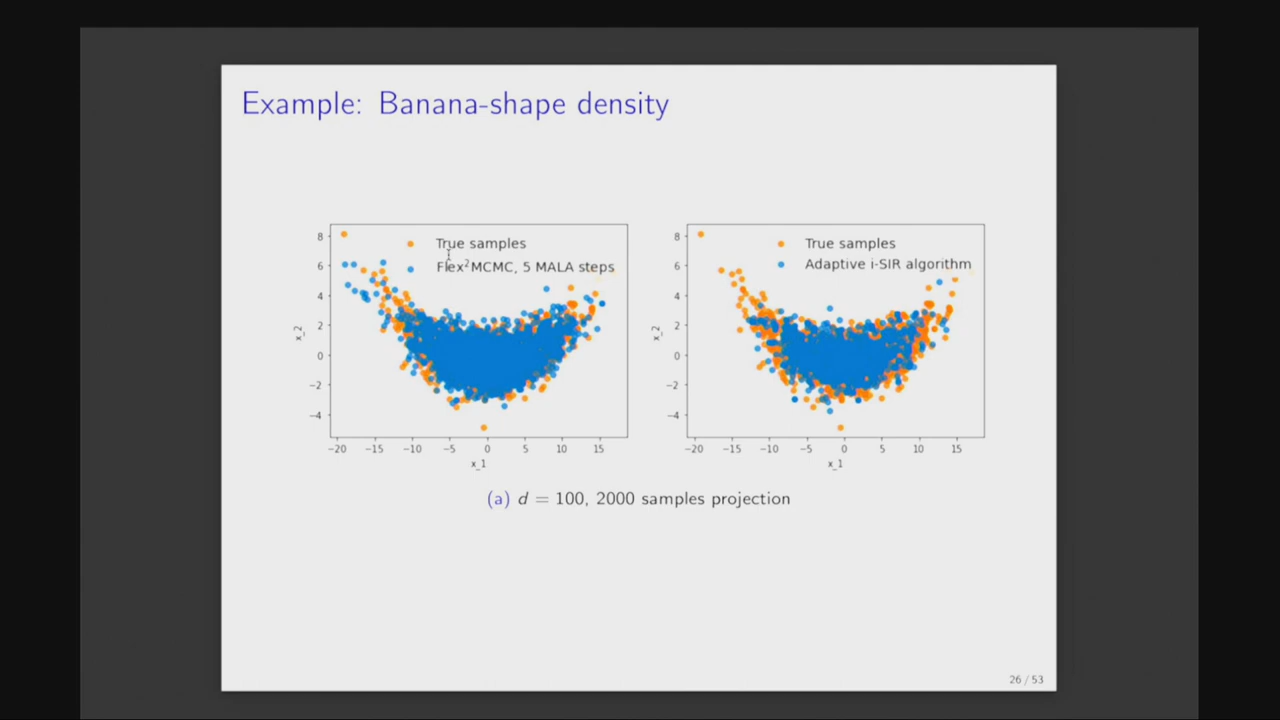 Example: Banana-shape density
True samples
Flex²MCMC, 5 MALA steps
8
6
4
2
0
−2
−4
x_2
−20 −15 −10 −5 0 5 10 15
x_1
True samples
Adaptive i-SIR algorithm
8
6
4
2
0
−2
−4
x_2
−20 −15 −10 −5 0 5 10 15
x_1
(a) d = 100, 2000 samples projection
26 / 53